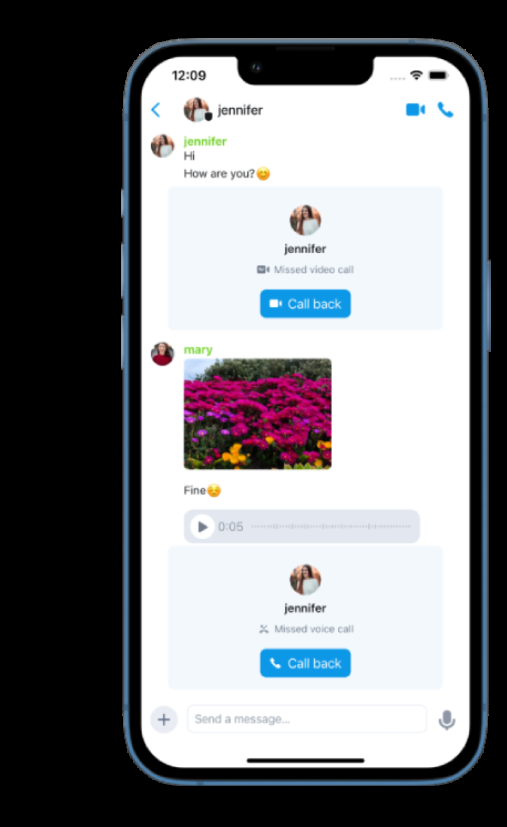 12:09
jennifer
jennifer
Hi
How are you?😊
jennifer
Missed video call
Call back
mary
Fine😟
0:05
jennifer
Missed voice call
Call back
Send a message...